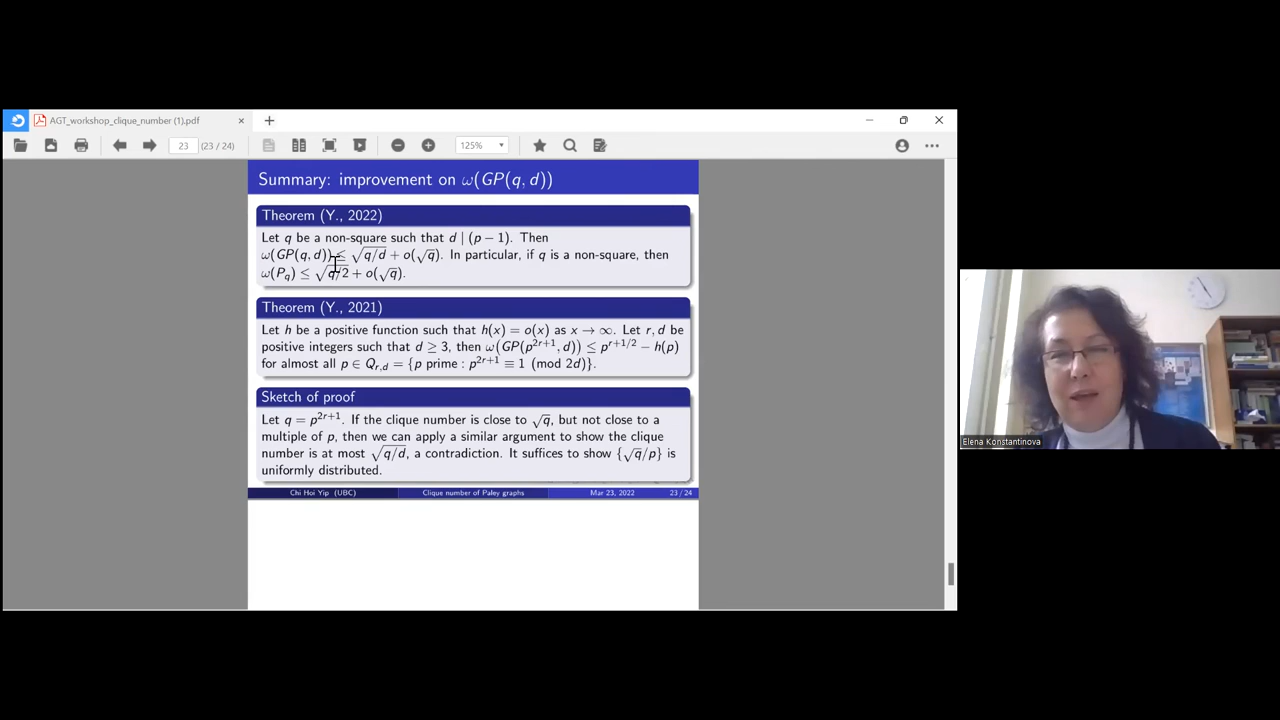 AGT_workshop_clique_number (1).pdf
23 (23 / 24) 125%
Summary: improvement on ω(GP(q, d))
Theorem (Y., 2022)
Let q be a non-square such that d | (p − 1). Then
ω(GP(q, d)) ≤ √q/d + o(√q). In particular, if q is a non-square, then
ω(P_q) ≤ √q/2 + o(√q).
Theorem (Y., 2021)
Let h be a positive function such that h(x) = o(x) as x → ∞. Let r, d be
positive integers such that d ≥ 3, then ω(GP(p^{2r+1}, d)) ≤ p^{r+1/2} − h(p)
for almost all p ∈ Q_{r,d} = {p prime : p^{2r+1} ≡ 1 (mod 2d)}.
Sketch of proof
Let q = p^{2r+1}. If the clique number is close to √q, but not close to a
multiple of p, then we can apply a similar argument to show the clique
number is at most √q/d, a contradiction. It suffices to show {√q/p} is
uniformly distributed.
Chi Hoi Yip (UBC) Clique number of Paley graphs Mar 23, 2022 23 / 24
Elena Konstantinova